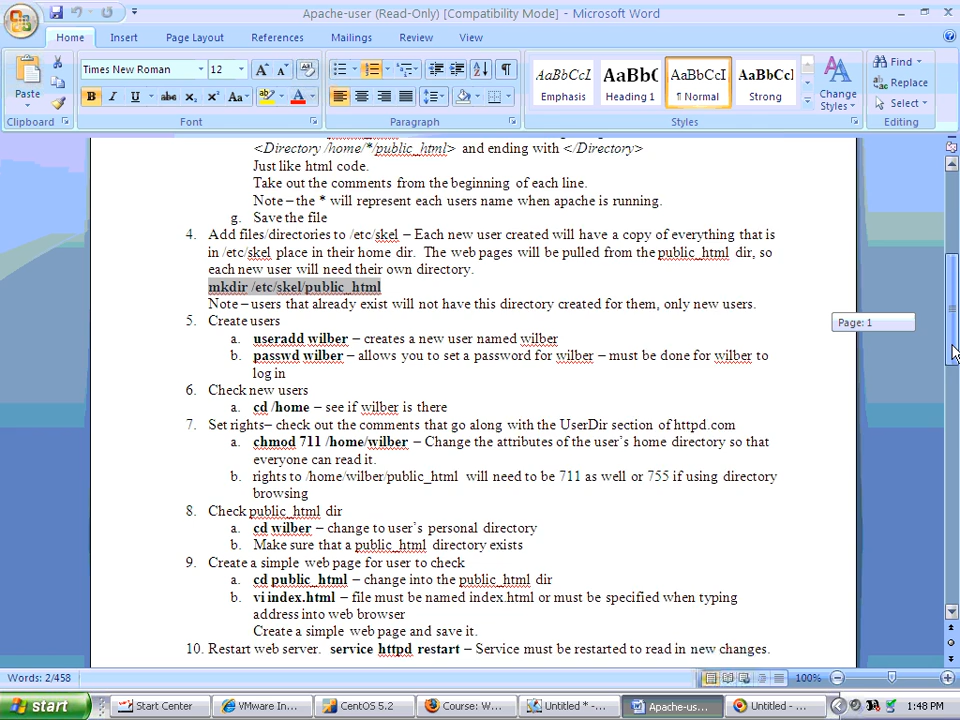 Apache-user (Read-Only) [Compatibility Mode] - Microsoft Word
Home Insert Page Layout References Mailings Review View
Paste
Times New Roman 12
AaBbCcI AaBbC AaBbCcI AaBbCc
Emphasis Heading 1 ¶ Normal Strong
Change Styles
Find
Replace
Select
Clipboard Font Paragraph Styles Editing
<Directory /home/*/public_html> and ending with </Directory>
Just like html code.
Take out the comments from the beginning of each line.
Note – the * will represent each users name when apache is running.
g. Save the file
4. Add files/directories to /etc/skel – Each new user created will have a copy of everything that is
in /etc/skel place in their home dir. The web pages will be pulled from the public_html dir, so
each new user will need their own directory.
mkdir /etc/skel/public_html
Note – users that already exist will not have this directory created for them, only new users.
Page: 1
5. Create users
a. useradd wilber – creates a new user named wilber
b. passwd wilber – allows you to set a password for wilber – must be done for wilber to
log in
6. Check new users
a. cd /home – see if wilber is there
7. Set rights– check out the comments that go along with the UserDir section of httpd.com
a. chmod 711 /home/wilber – Change the attributes of the user's home directory so that
everyone can read it.
b. rights to /home/wilber/public_html will need to be 711 as well or 755 if using directory
browsing
8. Check public_html dir
a. cd wilber – change to user's personal directory
b. Make sure that a public_html directory exists
9. Create a simple web page for user to check
a. cd public_html – change into the public_html dir
b. vi index.html – file must be named index.html or must be specified when typing
address into web browser
Create a simple web page and save it.
10. Restart web server. service httpd restart – Service must be restarted to read in new changes.
Words: 2/458 100%
start Start Center VMware In... CentOS 5.2 Course: W... Untitled * -... Apache-us... Untitled - ... 1:48 PM